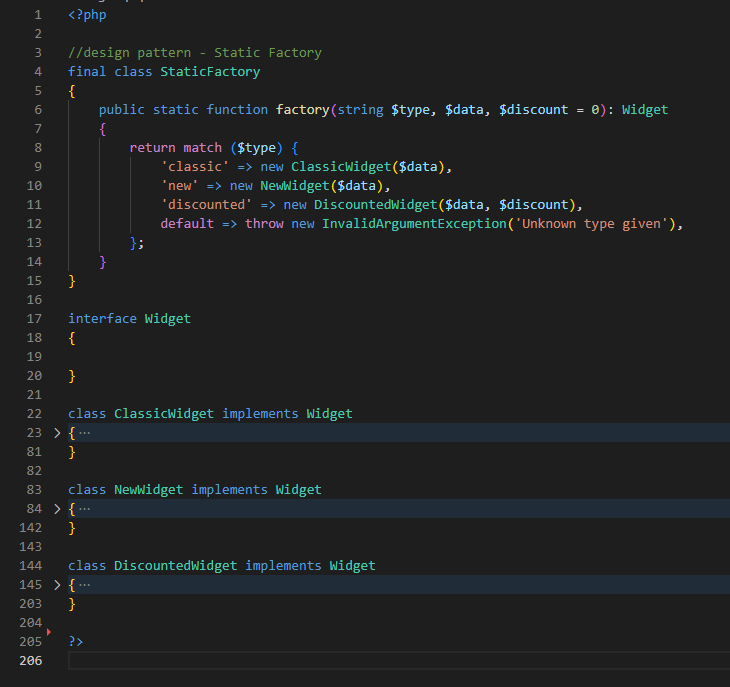 1 <?php
2
3 //design pattern - Static Factory
4 final class StaticFactory
5 {
6     public static function factory(string $type, $data, $discount = 0): Widget
7     {
8         return match ($type) {
9             'classic' => new ClassicWidget($data),
10             'new' => new NewWidget($data),
11             'discounted' => new DiscountedWidget($data, $discount),
12             default => throw new InvalidArgumentException('Unknown type given'),
13         };
14     }
15 }
16
17 interface Widget
18 {
19
20 }
21
22 class ClassicWidget implements Widget
23 > { ···
81 }
82
83 class NewWidget implements Widget
84 > { ···
142 }
143
144 class DiscountedWidget implements Widget
145 > { ···
203 }
204
205 ?>
206